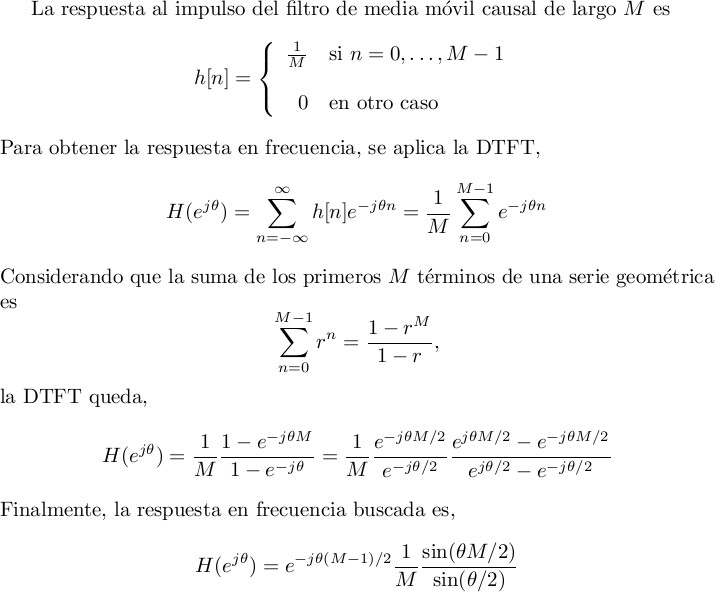 La respuesta al impulso del filtro de media móvil causal de largo $M$ es
$$h[n] = \left\{ \begin{array}{rl} \frac{1}{M} & \text{si } n = 0, \ldots, M-1 \\ 0 & \text{en otro caso} \end{array} \right.$$
Para obtener la respuesta en frecuencia, se aplica la DTFT,
$$H(e^{j\theta}) = \sum_{n=-\infty}^{\infty} h[n]e^{-j\theta n} = \frac{1}{M} \sum_{n=0}^{M-1} e^{-j\theta n}$$
Considerando que la suma de los primeros $M$ términos de una serie geométrica
es
$$\sum_{n=0}^{M-1} r^n = \frac{1-r^M}{1-r},$$
la DTFT queda,
$$H(e^{j\theta}) = \frac{1}{M} \frac{1-e^{-j\theta M}}{1-e^{-j\theta}} = \frac{1}{M} \frac{e^{-j\theta M/2}}{e^{-j\theta/2}} \frac{e^{j\theta M/2}-e^{-j\theta M/2}}{e^{j\theta/2}-e^{-j\theta/2}}$$
Finalmente, la respuesta en frecuencia buscada es,
$$H(e^{j\theta}) = e^{-j\theta(M-1)/2} \frac{1}{M} \frac{\sin(\theta M/2)}{\sin(\theta/2)}$$